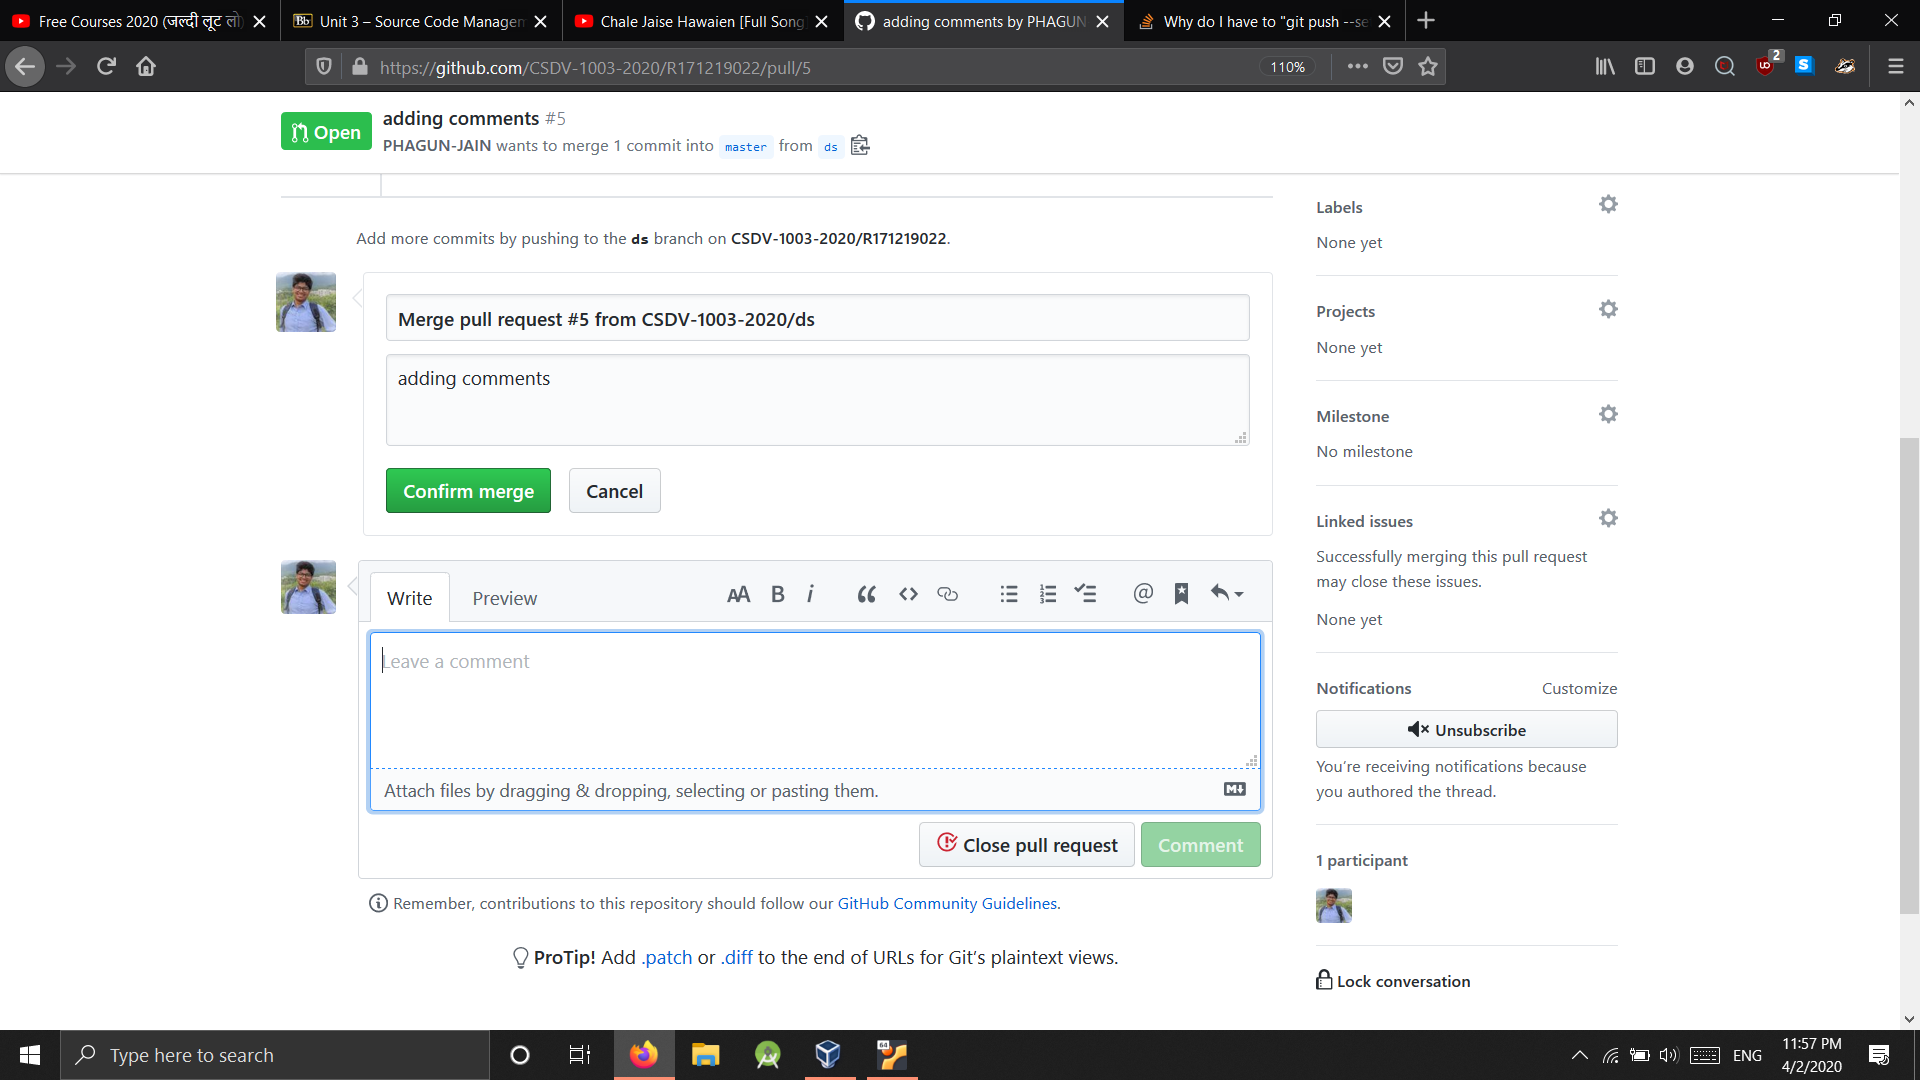 Free Courses 2020 (जल्दी लूट लो
Unit 3 – Source Code Managem
Chale Jaise Hawaien [Full Song
adding comments by PHAGUN
Why do I have to "git push --se
https://github.com/CSDV-1003-2020/R171219022/pull/5
110%
2
Open
adding comments #5
PHAGUN-JAIN wants to merge 1 commit into master from ds
Add more commits by pushing to the ds branch on CSDV-1003-2020/R171219022.
Merge pull request #5 from CSDV-1003-2020/ds
adding comments
Confirm merge
Cancel
Write
Preview
Leave a comment
Attach files by dragging & dropping, selecting or pasting them.
Close pull request
Comment
Remember, contributions to this repository should follow our GitHub Community Guidelines.
ProTip! Add .patch or .diff to the end of URLs for Git's plaintext views.
Labels
None yet
Projects
None yet
Milestone
No milestone
Linked issues
Successfully merging this pull request
may close these issues.
None yet
Notifications
Customize
Unsubscribe
You're receiving notifications because
you authored the thread.
1 participant
Lock conversation
Type here to search
64
ENG
11:57 PM
4/2/2020